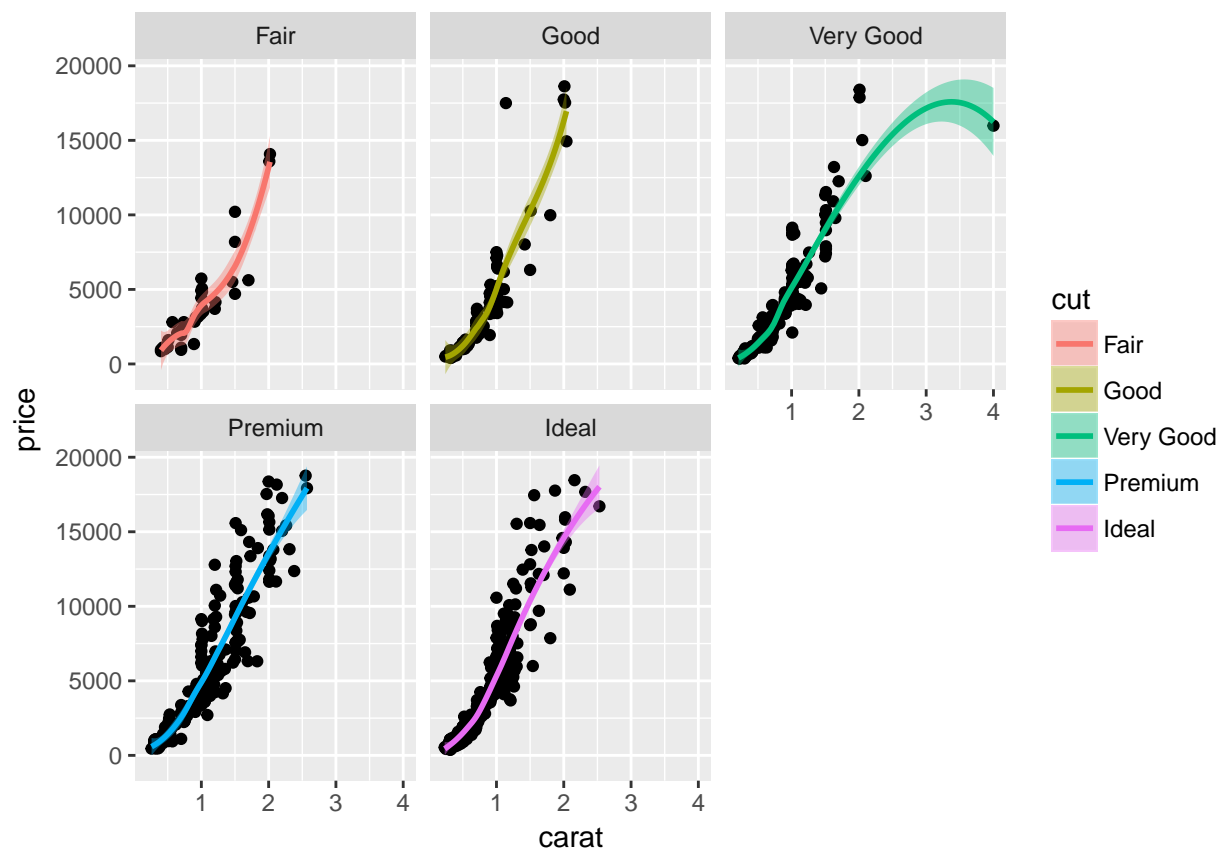 Fair Good Very Good
20000
15000
10000
5000
0
1 2 3 4
Premium Ideal
20000
15000
10000
5000
0
1 2 3 4 1 2 3 4
carat
price
cut
Fair
Good
Very Good
Premium
Ideal